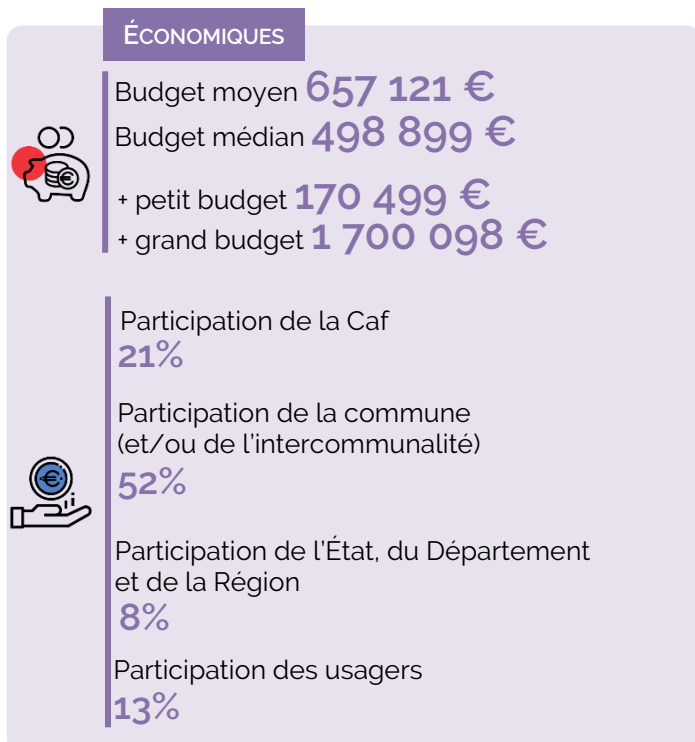 ÉCONOMIQUES
Budget moyen 657 121 €
Budget médian 498 899 €
+ petit budget 170 499 €
+ grand budget 1 700 098 €
Participation de la Caf
21%
Participation de la commune
(et/ou de l'intercommunalité)
52%
Participation de l'État, du Département
et de la Région
8%
Participation des usagers
13%